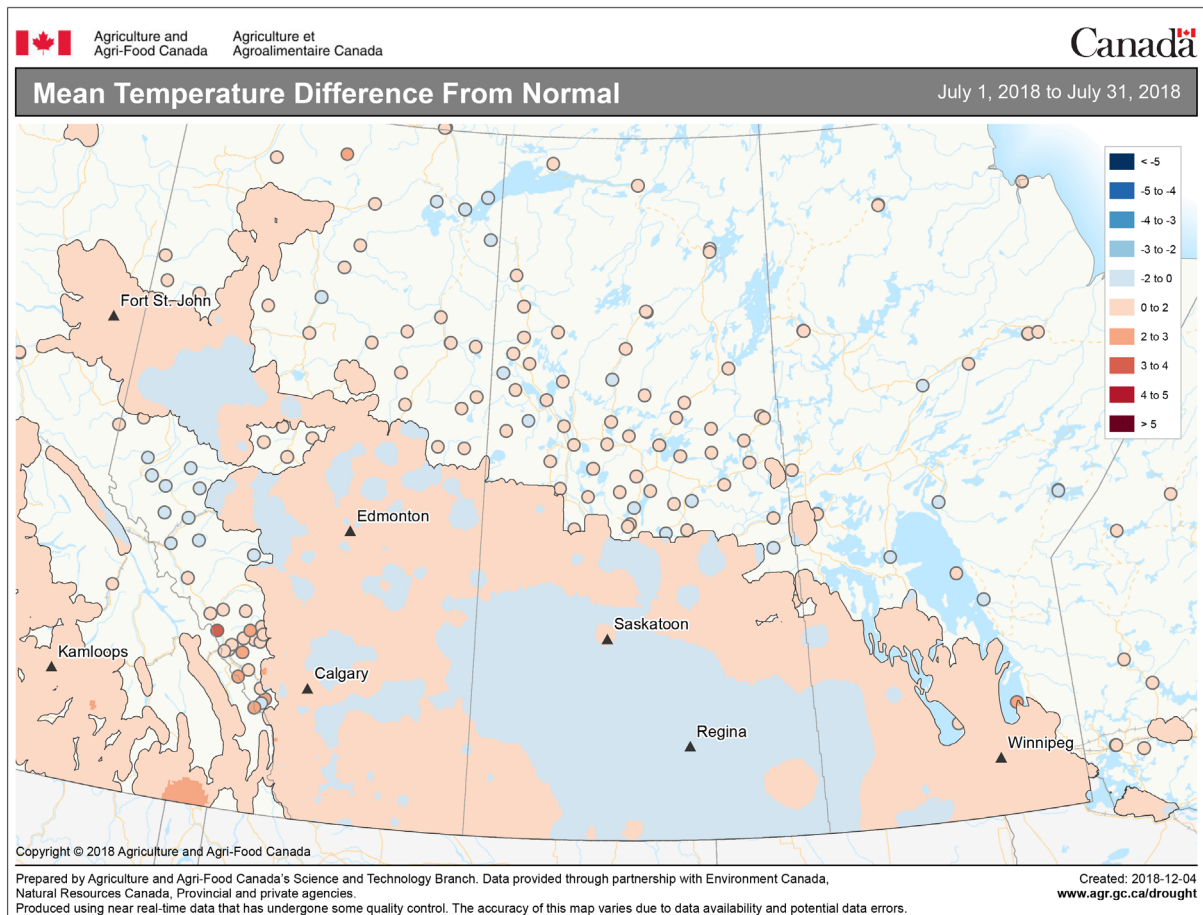 Agriculture and
Agri-Food Canada
Agriculture et
Agroalimentaire Canada
Canada
Mean Temperature Difference From Normal
July 1, 2018 to July 31, 2018
< -5
-5 to -4
-4 to -3
-3 to -2
-2 to 0
0 to 2
2 to 3
3 to 4
4 to 5
> 5
Fort St. John
Edmonton
Saskatoon
Kamloops
Calgary
Regina
Winnipeg
Copyright © 2018 Agriculture and Agri-Food Canada
Prepared by Agriculture and Agri-Food Canada's Science and Technology Branch. Data provided through partnership with Environment Canada,
Natural Resources Canada, Provincial and private agencies.
Produced using near real-time data that has undergone some quality control. The accuracy of this map varies due to data availability and potential data errors.
Created: 2018-12-04
www.agr.gc.ca/drought